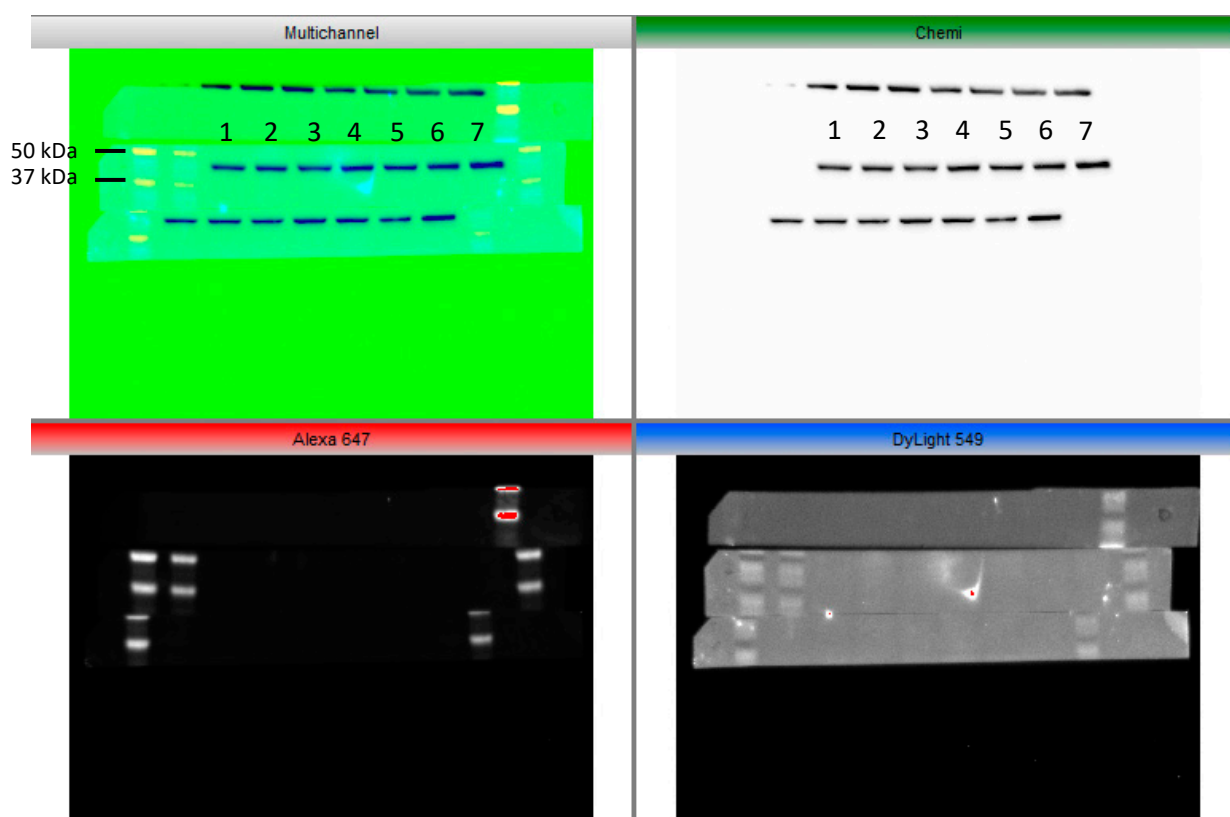 Multichannel
Chemi
1 2 3 4 5 6 7
1 2 3 4 5 6 7
50 kDa
37 kDa
Alexa 647
DyLight 549